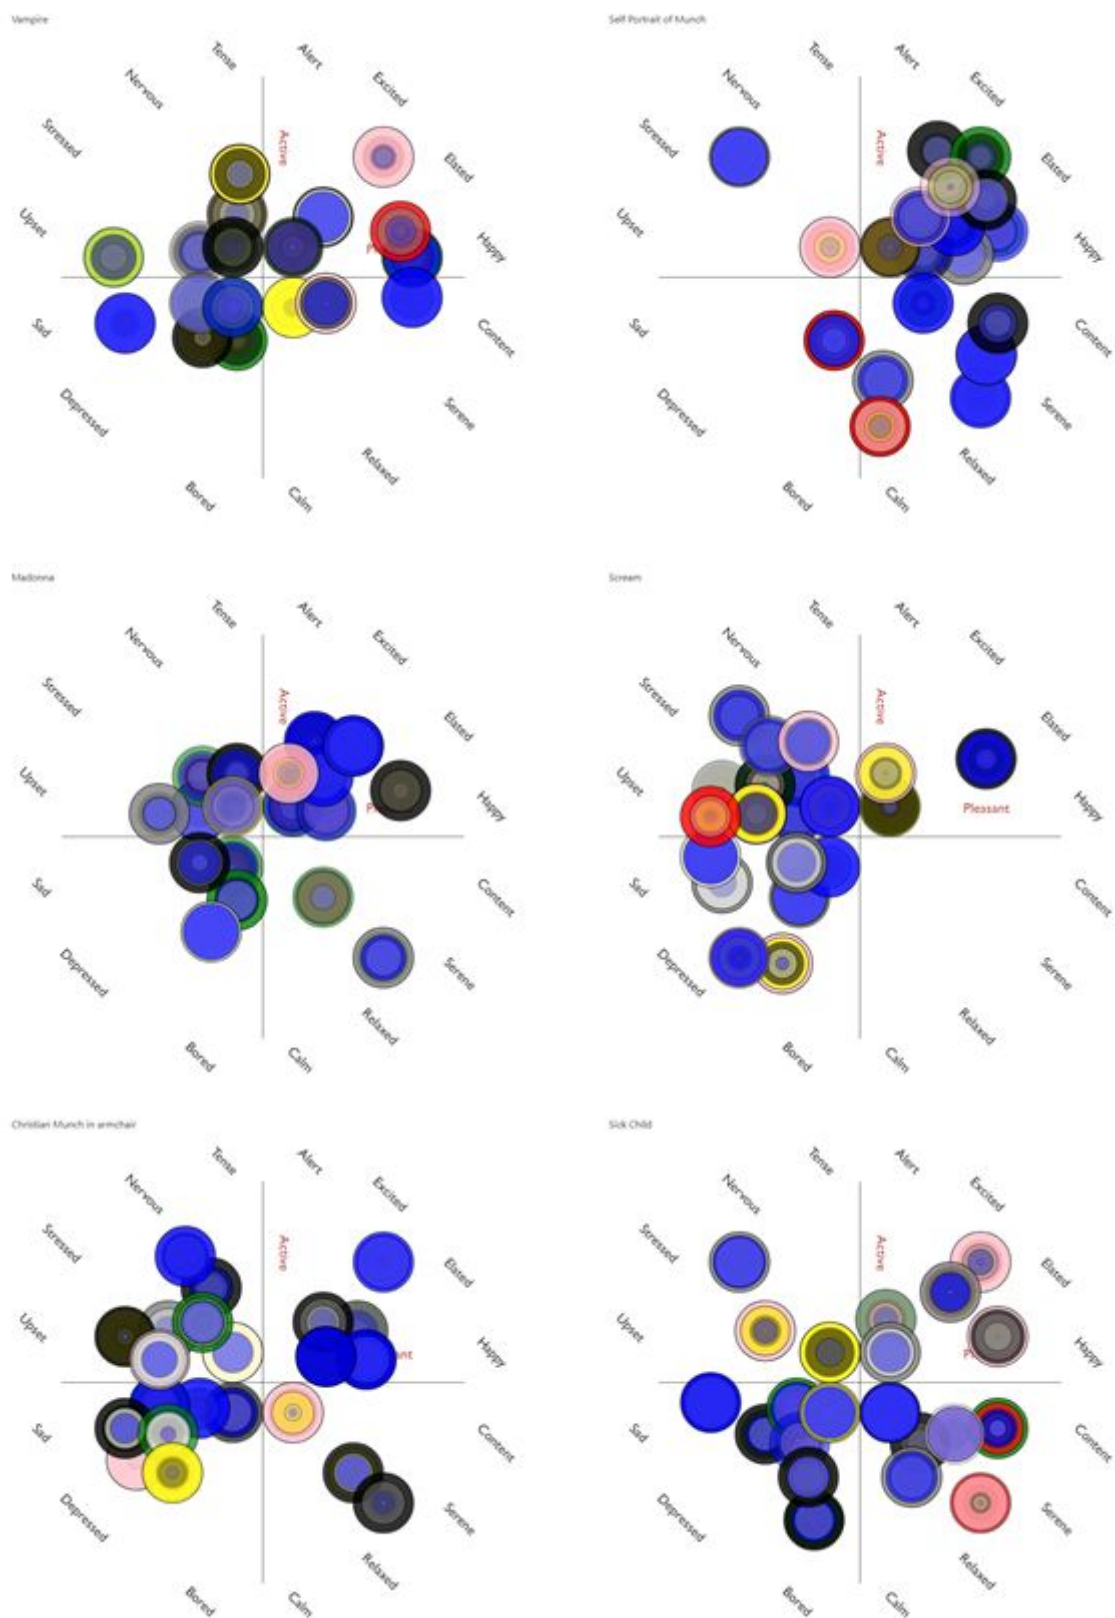 Vampire
Tense
Alert
Nervous
Excited
Stressed
Active
Elated
Upset
Happy
Sad
Content
Depressed
Serene
Bored
Calm
Relaxed
Self Portrait of Munch
Tense
Alert
Nervous
Excited
Stressed
Active
Elated
Upset
Happy
Sad
Content
Depressed
Serene
Bored
Calm
Relaxed
Madonna
Tense
Alert
Nervous
Excited
Stressed
Active
Elated
Upset
Happy
Sad
Content
Depressed
Serene
Bored
Calm
Relaxed
Scream
Tense
Alert
Nervous
Excited
Stressed
Active
Elated
Upset
Pleasant
Happy
Sad
Content
Depressed
Serene
Bored
Calm
Relaxed
Christian Munch in armchair
Tense
Alert
Nervous
Excited
Stressed
Active
Elated
Upset
Happy
Sad
Content
Depressed
Serene
Bored
Calm
Relaxed
Sick Child
Tense
Alert
Nervous
Excited
Stressed
Active
Elated
Upset
Happy
Sad
Content
Depressed
Serene
Bored
Calm
Relaxed